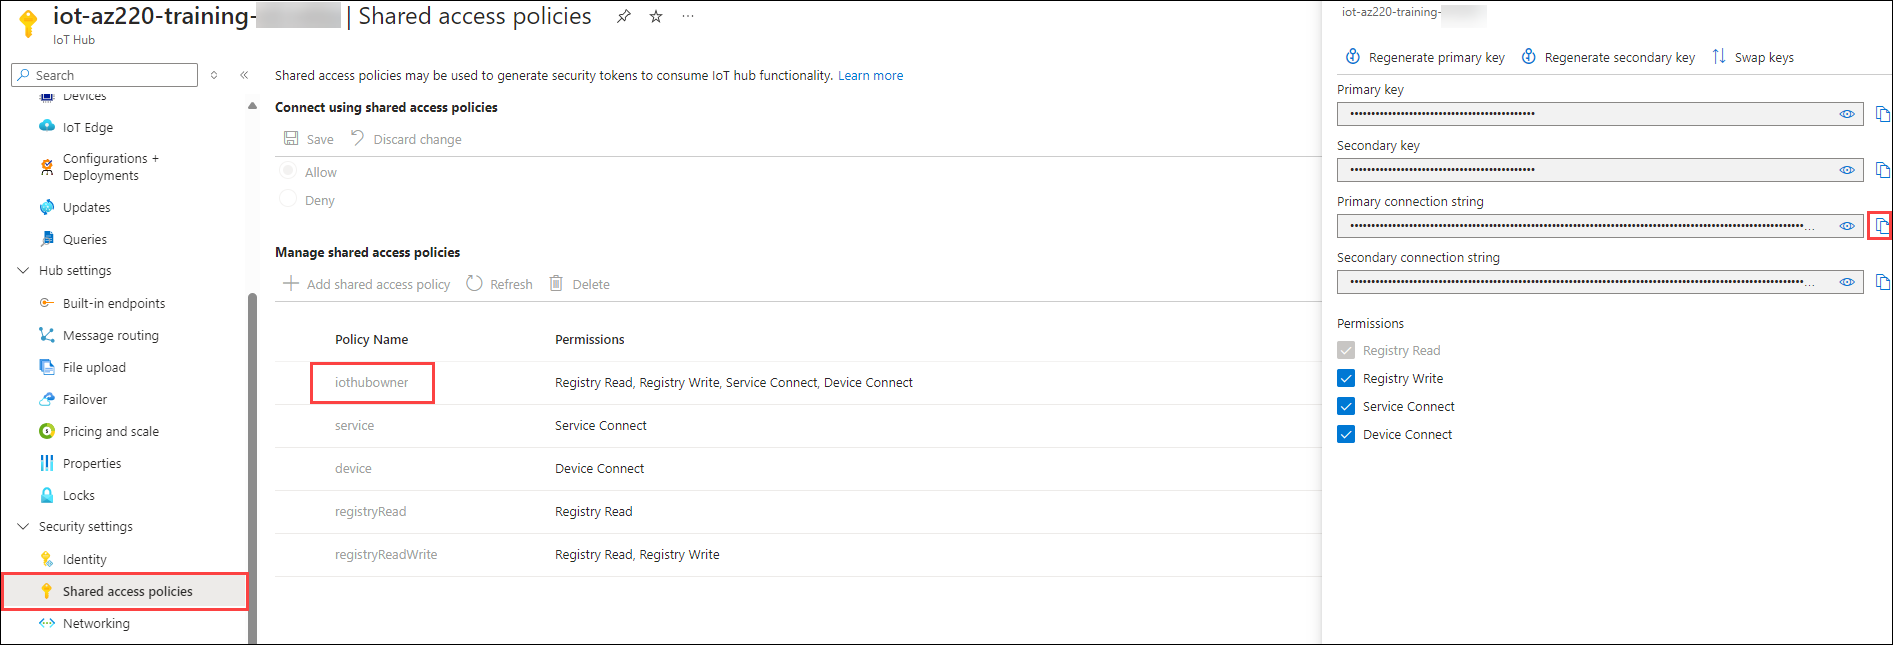 iot-az220-training- | Shared access policies ...
IoT Hub
Search
Devices
IoT Edge
Configurations +
Deployments
Updates
Queries
Hub settings
Built-in endpoints
Message routing
File upload
Failover
Pricing and scale
Properties
Locks
Security settings
Identity
Shared access policies
Networking
Shared access policies may be used to generate security tokens to consume IoT hub functionality. Learn more
Connect using shared access policies
Save Discard change
Allow
Deny
Manage shared access policies
Add shared access policy Refresh Delete
Policy Name Permissions
iothubowner Registry Read, Registry Write, Service Connect, Device Connect
service Service Connect
device Device Connect
registryRead Registry Read
registryReadWrite Registry Read, Registry Write
iot-az220-training-
Regenerate primary key Regenerate secondary key Swap keys
Primary key
Secondary key
Primary connection string
Secondary connection string
Permissions
Registry Read
Registry Write
Service Connect
Device Connect